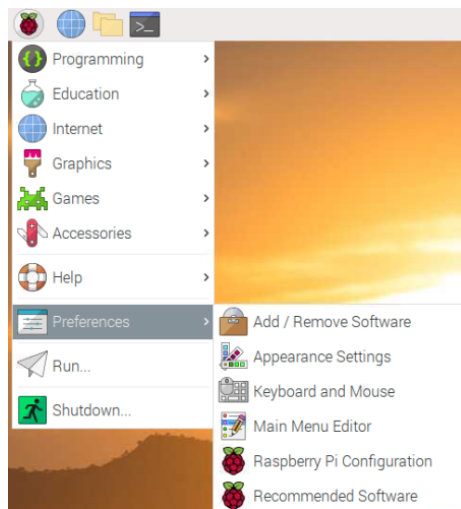 Programming
Education
Internet
Graphics
Games
Accessories
Help
Preferences
Run...
Shutdown...
Add / Remove Software
Appearance Settings
Keyboard and Mouse
Main Menu Editor
Raspberry Pi Configuration
Recommended Software